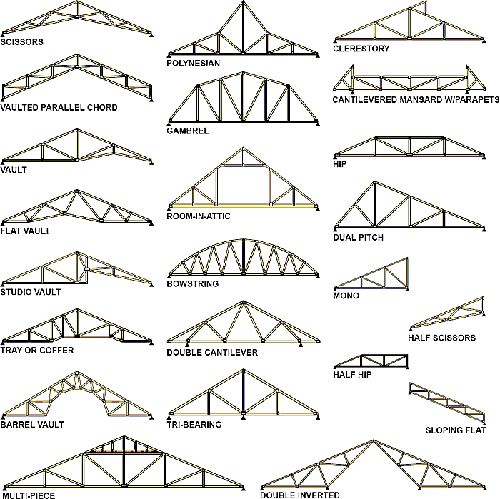 SCISSORS
VAULTED PARALLEL CHORD
VAULT
FLAT VAULT
STUDIO VAULT
TRAY OR COFFER
BARREL VAULT
MULTI-PIECE
POLYNESIAN
GAMBREL
ROOM-IN-ATTIC
BOWSTRING
DOUBLE CANTILEVER
TRI-BEARING
DOUBLE INVERTED
CLERESTORY
CANTILEVERED MANSARD W/PARAPETS
HIP
DUAL PITCH
MONO
HALF SCISSORS
HALF HIP
SLOPING FLAT